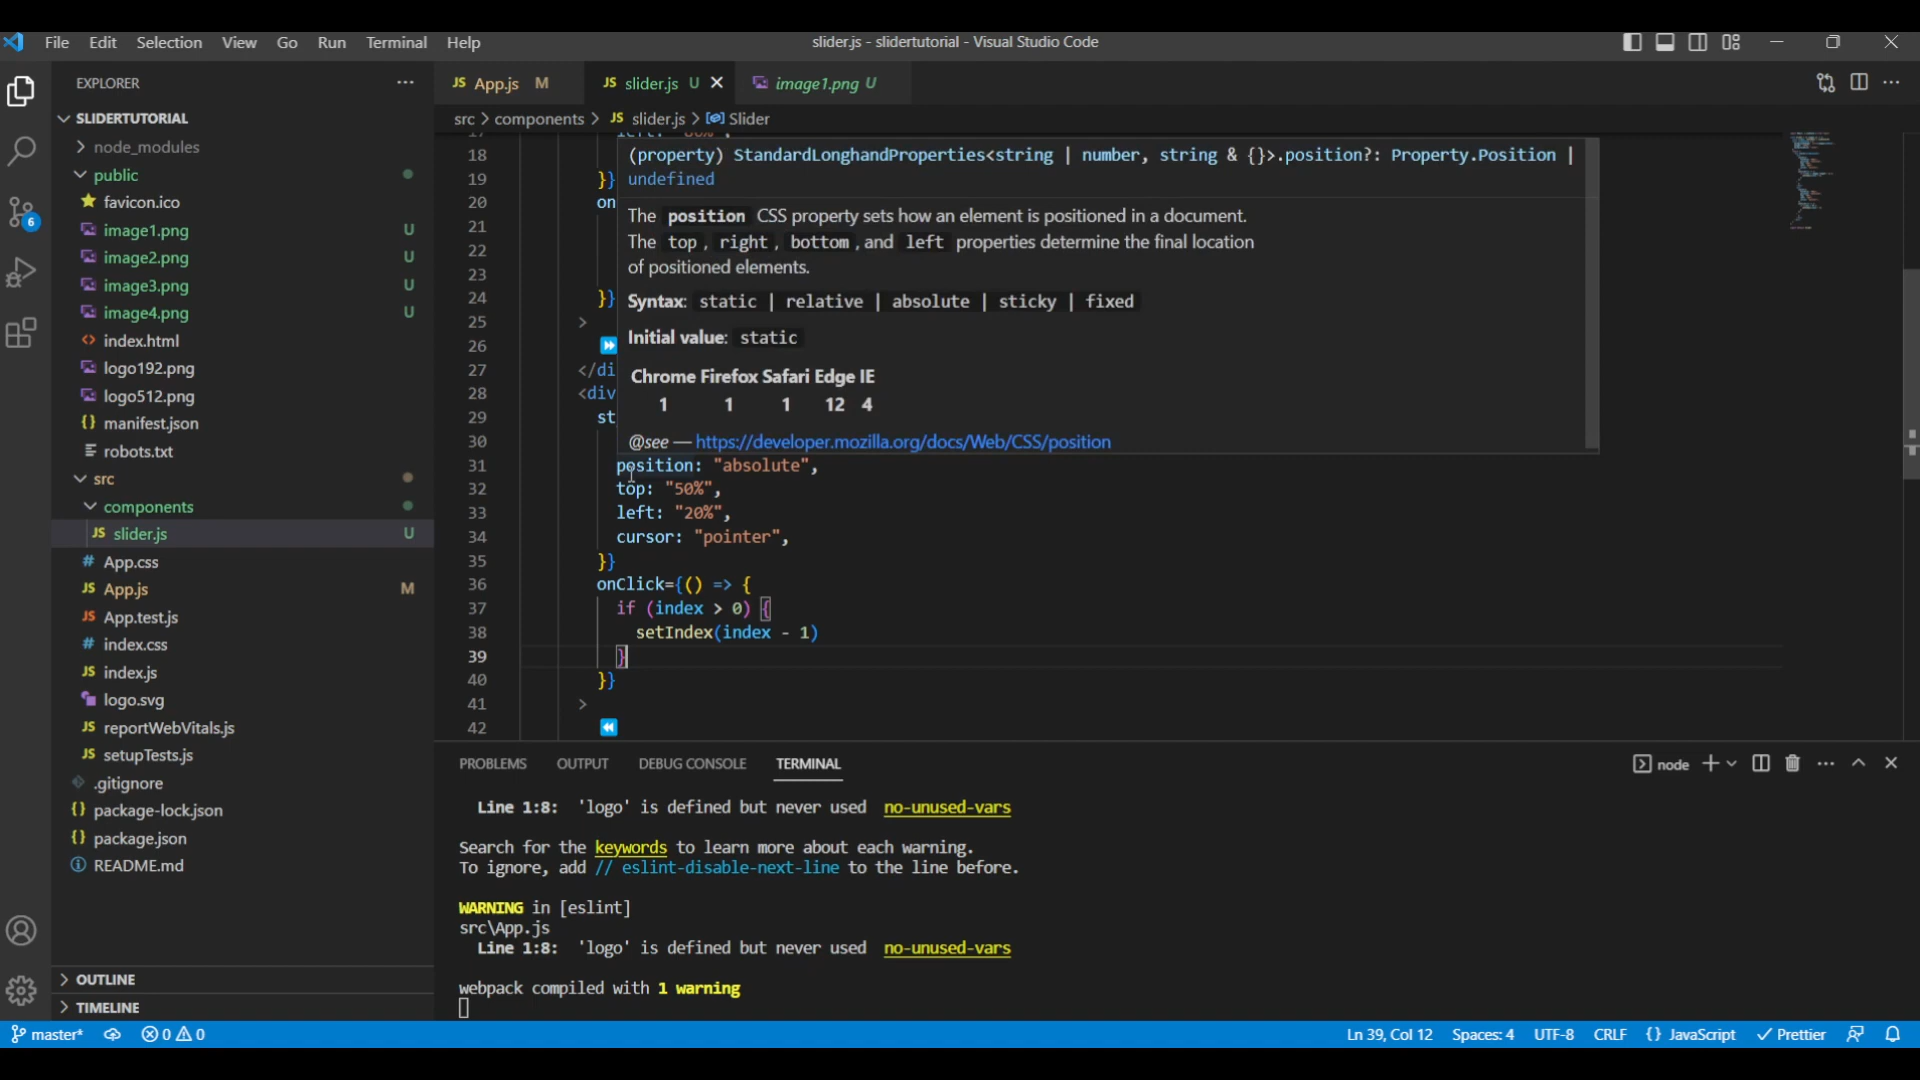 File Edit Selection View Go Run Terminal Help
slider.js - slidertutorial - Visual Studio Code
EXPLORER
SLIDERTUTORIAL
node_modules
public
favicon.ico
image1.png U
image2.png U
image3.png U
image4.png U
index.html
logo192.png
logo512.png
manifest.json
robots.txt
src
components
JS slider.js U
# App.css
JS App.js M
JS App.test.js
# index.css
JS index.js
logo.svg
JS reportWebVitals.js
JS setupTests.js
.gitignore
{} package-lock.json
{} package.json
README.md
OUTLINE
TIMELINE
6
JS App.js M
JS slider.js U
image1.png U
src > components > JS slider.js > Slider
17
18
19 }}
20 on
21
22
23
24 }}
25 >
26
27 </di
28 <div
29 st
30
31 position: "absolute",
32 top: "50%",
33 left: "20%",
34 cursor: "pointer",
35 }}
36 onClick={() => {
37 if (index > 0) {
38 setIndex(index - 1)
39 }
40 }}
41 >
42
(property) StandardLonghandProperties<string | number, string & {}>.position?: Property.Position |
undefined
The position CSS property sets how an element is positioned in a document.
The top, right, bottom, and left properties determine the final location
of positioned elements.
Syntax: static | relative | absolute | sticky | fixed
Initial value: static
Chrome Firefox Safari Edge IE
1 1 1 12 4
@see — https://developer.mozilla.org/docs/Web/CSS/position
PROBLEMS OUTPUT DEBUG CONSOLE TERMINAL
node
Line 1:8: 'logo' is defined but never used no-unused-vars
Search for the keywords to learn more about each warning.
To ignore, add // eslint-disable-next-line to the line before.
WARNING in [eslint]
src\App.js
Line 1:8: 'logo' is defined but never used no-unused-vars
webpack compiled with 1 warning
master* 0 0
Ln 39, Col 12 Spaces: 4 UTF-8 CRLF {} JavaScript Prettier